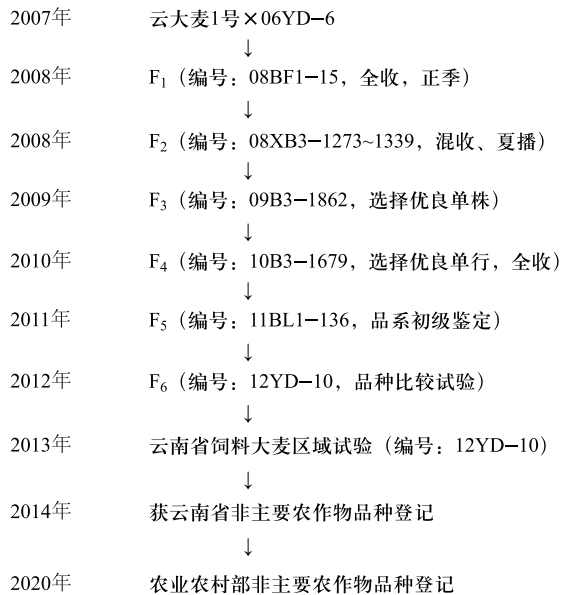 2007年 云大麦1号×06YD-6
↓
2008年 F₁（编号：08BF1-15，全收，正季）
↓
2008年 F₂（编号：08XB3-1273~1339，混收、夏播）
↓
2009年 F₃（编号：09B3-1862，选择优良单株）
↓
2010年 F₄（编号：10B3-1679，选择优良单行，全收）
↓
2011年 F₅（编号：11BL1-136，品系初级鉴定）
↓
2012年 F₆（编号：12YD-10，品种比较试验）
↓
2013年 云南省饲料大麦区域试验（编号：12YD-10）
↓
2014年 获云南省非主要农作物品种登记
↓
2020年 农业农村部非主要农作物品种登记